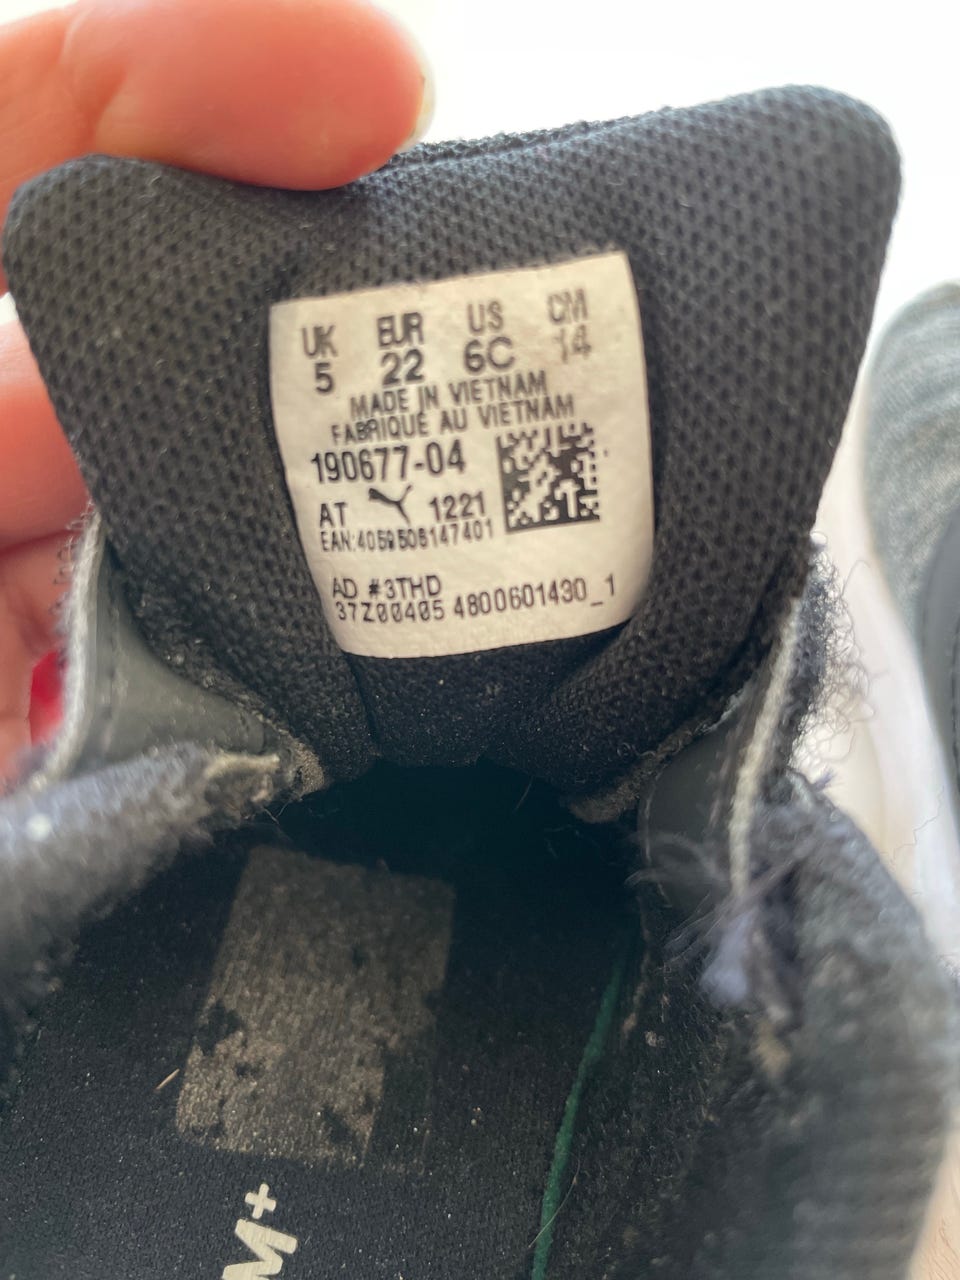 UK EUR US CM
5 22 6C 14
MADE IN VIETNAM
FABRIQUÉ AU VIETNAM
190677-04
AT 1221
EAN:4059506147401
AD #3THD
37Z00405 4800601430_1
M+